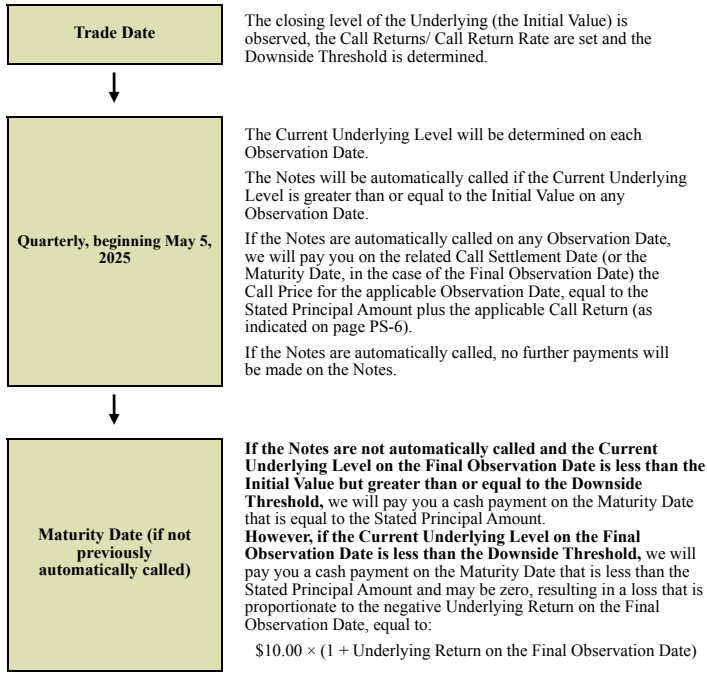 Trade Date
The closing level of the Underlying (the Initial Value) is
observed, the Call Returns/ Call Return Rate are set and the
Downside Threshold is determined.
Quarterly, beginning May 5,
2025
The Current Underlying Level will be determined on each
Observation Date.
The Notes will be automatically called if the Current Underlying
Level is greater than or equal to the Initial Value on any
Observation Date.
If the Notes are automatically called on any Observation Date,
we will pay you on the related Call Settlement Date (or the
Maturity Date, in the case of the Final Observation Date) the
Call Price for the applicable Observation Date, equal to the
Stated Principal Amount plus the applicable Call Return (as
indicated on page PS-6).
If the Notes are automatically called, no further payments will
be made on the Notes.
Maturity Date (if not
previously
automatically called)
If the Notes are not automatically called and the Current
Underlying Level on the Final Observation Date is less than the
Initial Value but greater than or equal to the Downside
Threshold, we will pay you a cash payment on the Maturity Date
that is equal to the Stated Principal Amount.
However, if the Current Underlying Level on the Final
Observation Date is less than the Downside Threshold, we will
pay you a cash payment on the Maturity Date that is less than the
Stated Principal Amount and may be zero, resulting in a loss that is
proportionate to the negative Underlying Return on the Final
Observation Date, equal to:
$10.00 × (1 + Underlying Return on the Final Observation Date)